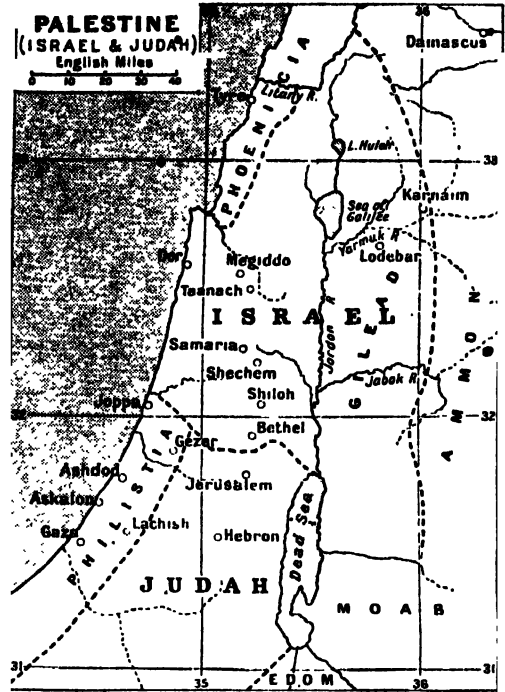 PALESTINE
(ISRAEL & JUDAH)
English Miles
0 10 20 30 40
36
Damascus
Litany R.
Tyre
PHOENICIA
L. Huleh
33
Karnaim
Sea of
Galilee
Yarmuk R.
Lodebar
Dor
Megiddo
Taanach
ISRAEL
Jordan R.
GILEAD
AMMON
Samaria
Shechem
Jabok R.
Shiloh
Joppa
32
32
Bethel
Gezer
Ashdod
Jerusalem
Askalon
PHILISTIA
Lachish
Gaza
Hebron
Dead Sea
JUDAH
MOAB
31
31
EDOM
35
36